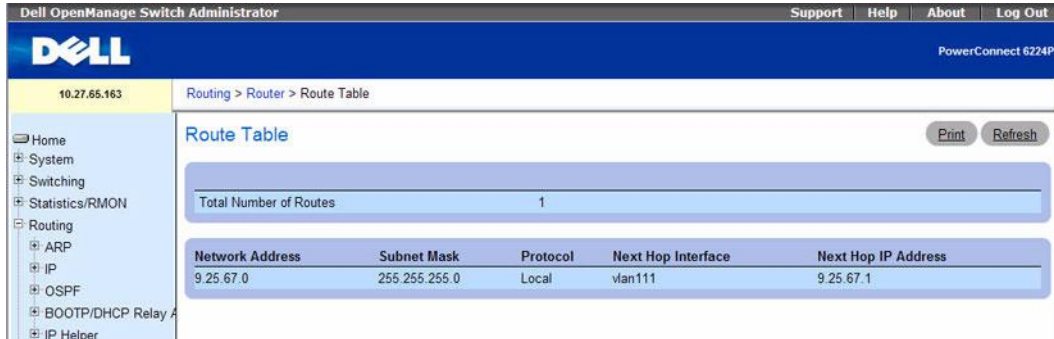 Dell OpenManage Switch Administrator
Support Help About Log Out
DELL
PowerConnect 6224P
10.27.65.163
Routing > Router > Route Table
Home
System
Switching
Statistics/RMON
Routing
ARP
IP
OSPF
BOOTP/DHCP Relay A
IP Helper
Route Table
Print Refresh
Total Number of Routes 1
Network Address Subnet Mask Protocol Next Hop Interface Next Hop IP Address
9.25.67.0 255.255.255.0 Local vlan111 9.25.67.1